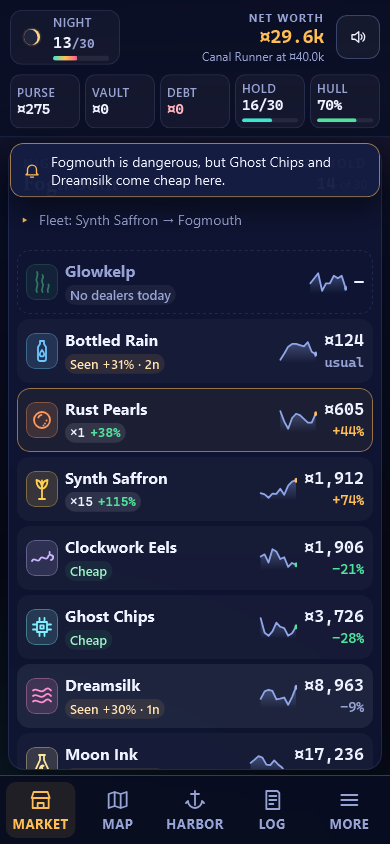 NIGHT
13/30
NET WORTH
¤29.6k
Canal Runner at ¤40.0k
PURSE
¤275
VAULT
¤0
DEBT
¤0
HOLD
16/30
HULL
70%
Fogmouth is dangerous, but Ghost Chips and
Dreamsilk come cheap here.
Fleet: Synth Saffron → Fogmouth
Glowkelp
No dealers today
—
Bottled Rain
Seen +31% · 2n
¤124
usual
Rust Pearls
×1 +38%
¤605
+44%
Synth Saffron
×15 +115%
¤1,912
+74%
Clockwork Eels
Cheap
¤1,906
−21%
Ghost Chips
Cheap
¤3,726
−28%
Dreamsilk
Seen +30% · 1n
¤8,963
−9%
Moon Ink
¤17,236
MARKET
MAP
HARBOR
LOG
MORE